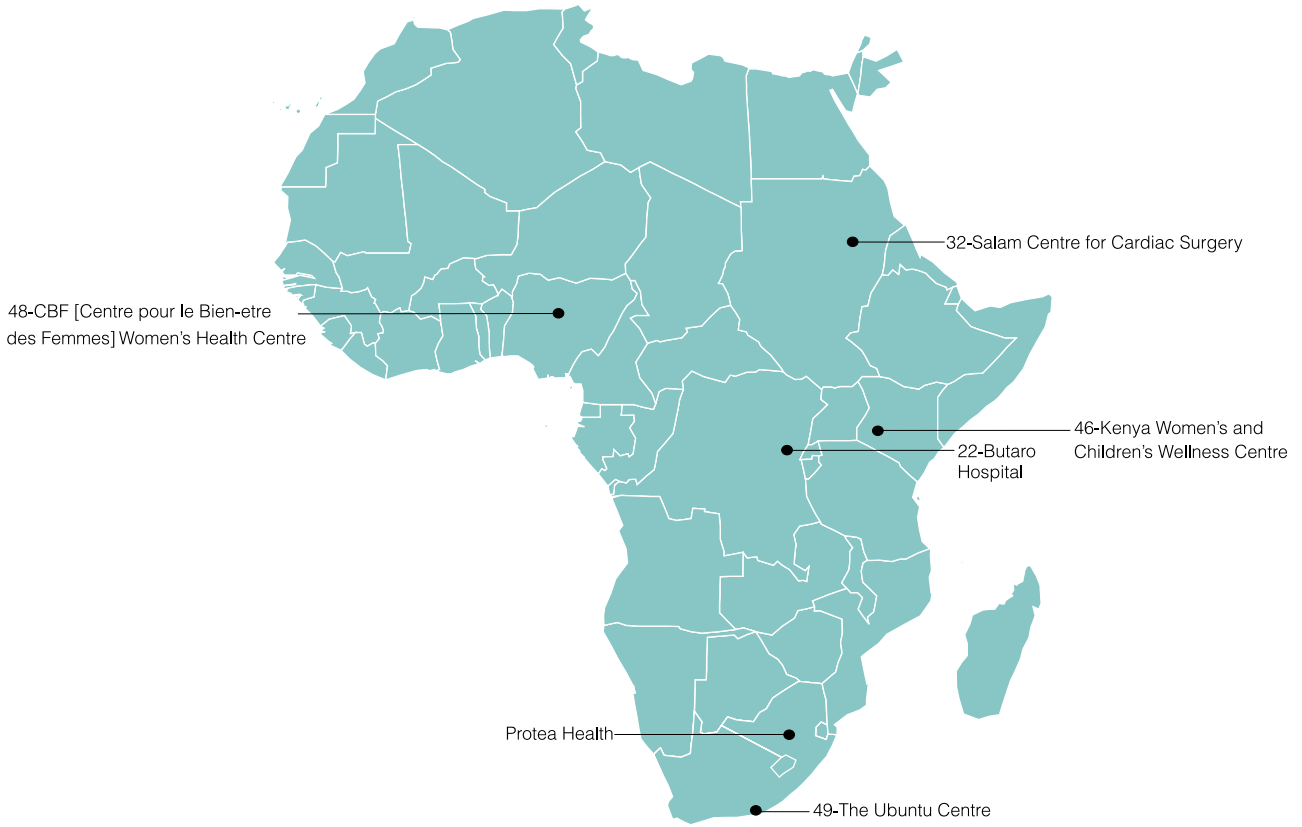 32-Salam Centre for Cardiac Surgery
48-CBF [Centre pour le Bien-etre
des Femmes] Women's Health Centre
46-Kenya Women's and
Children's Wellness Centre
22-Butaro
Hospital
Protea Health
49-The Ubuntu Centre